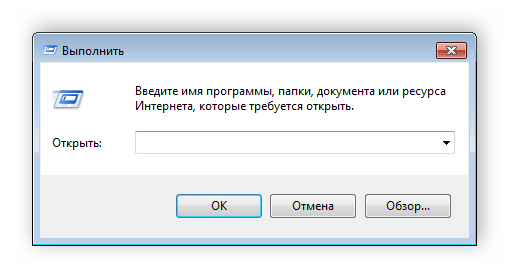 Выполнить
Введите имя программы, папки, документа или ресурса
Интернета, которые требуется открыть.
Открыть:
ОК
Отмена
Обзор...